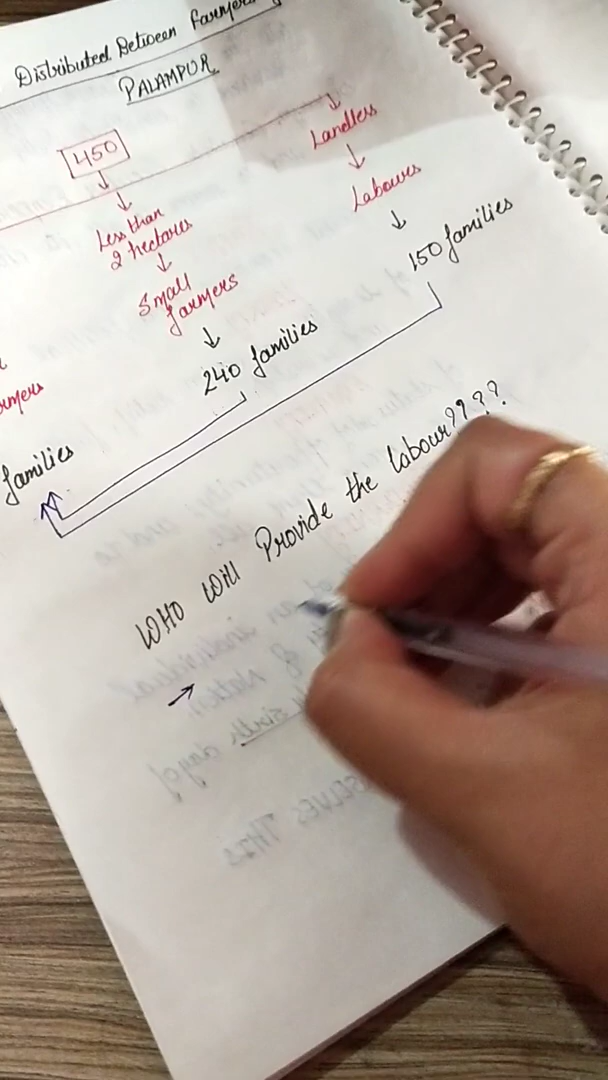 Distributed Between Farmers
PALAMPUR
450
Less than
2 hectares
Small
farmers
240 families
Landless
Laboures
150 families
families
WHO Will Provide the labour????